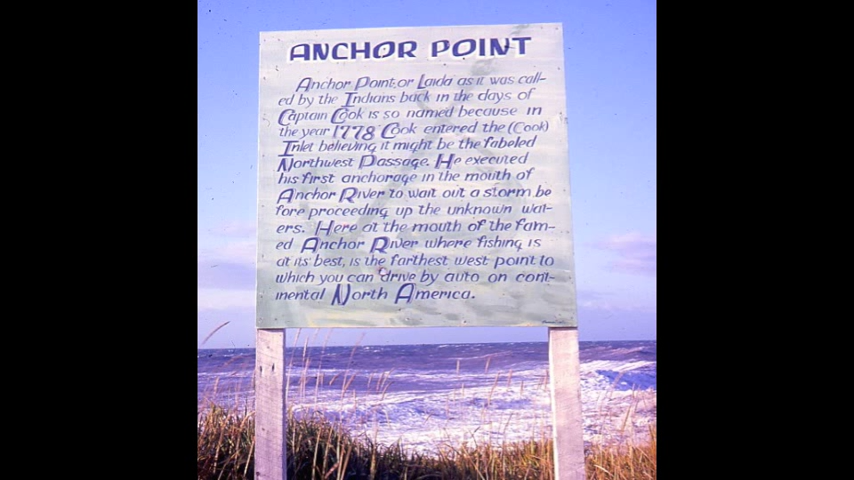 ANCHOR POINT
Anchor Point, or Laida as it was call-
ed by the Indians back in the days of
Captain Cook is so named because in
the year 1778 Cook entered the (Cook)
Inlet believing it might be the fabeled
Northwest Passage. He executed
his first anchorage in the mouth of
Anchor River to wait out a storm be
fore proceeding up the unknown wat-
ers. Here at the mouth of the fam-
ed Anchor River where fishing is
at its' best, is the farthest west point to
which you can drive by auto on conti-
nental North America.